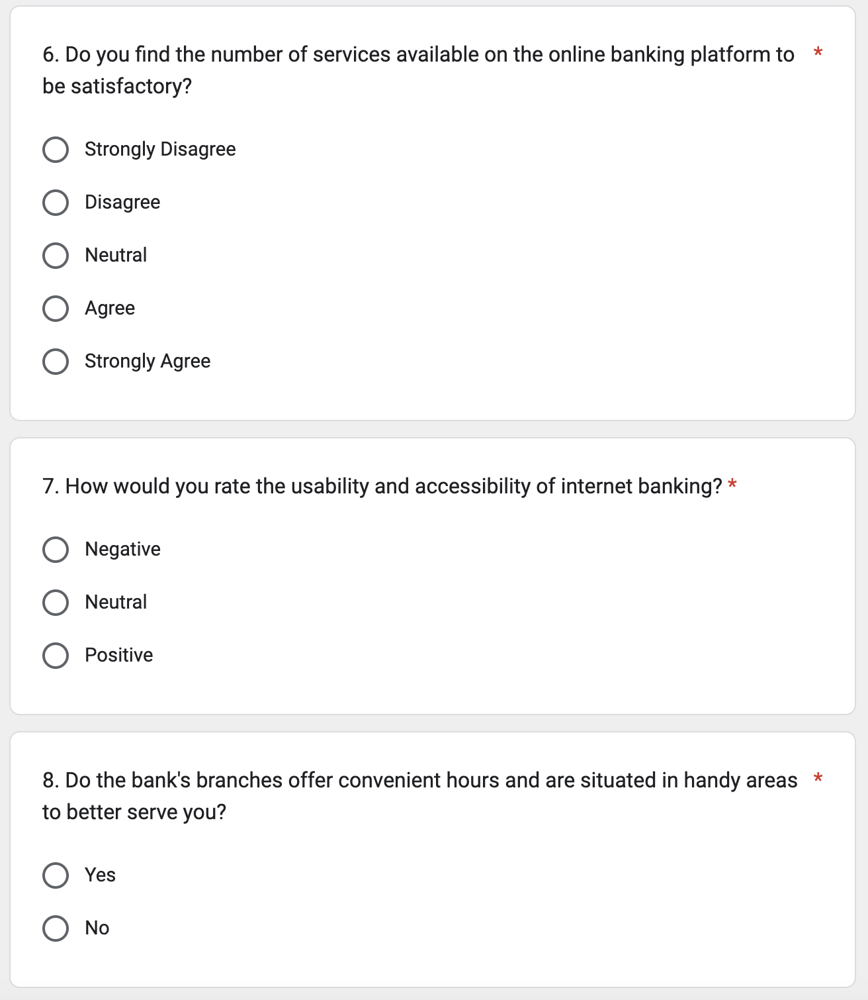 6. Do you find the number of services available on the online banking platform to *
be satisfactory?
Strongly Disagree
Disagree
Neutral
Agree
Strongly Agree
7. How would you rate the usability and accessibility of internet banking? *
Negative
Neutral
Positive
8. Do the bank's branches offer convenient hours and are situated in handy areas *
to better serve you?
Yes
No